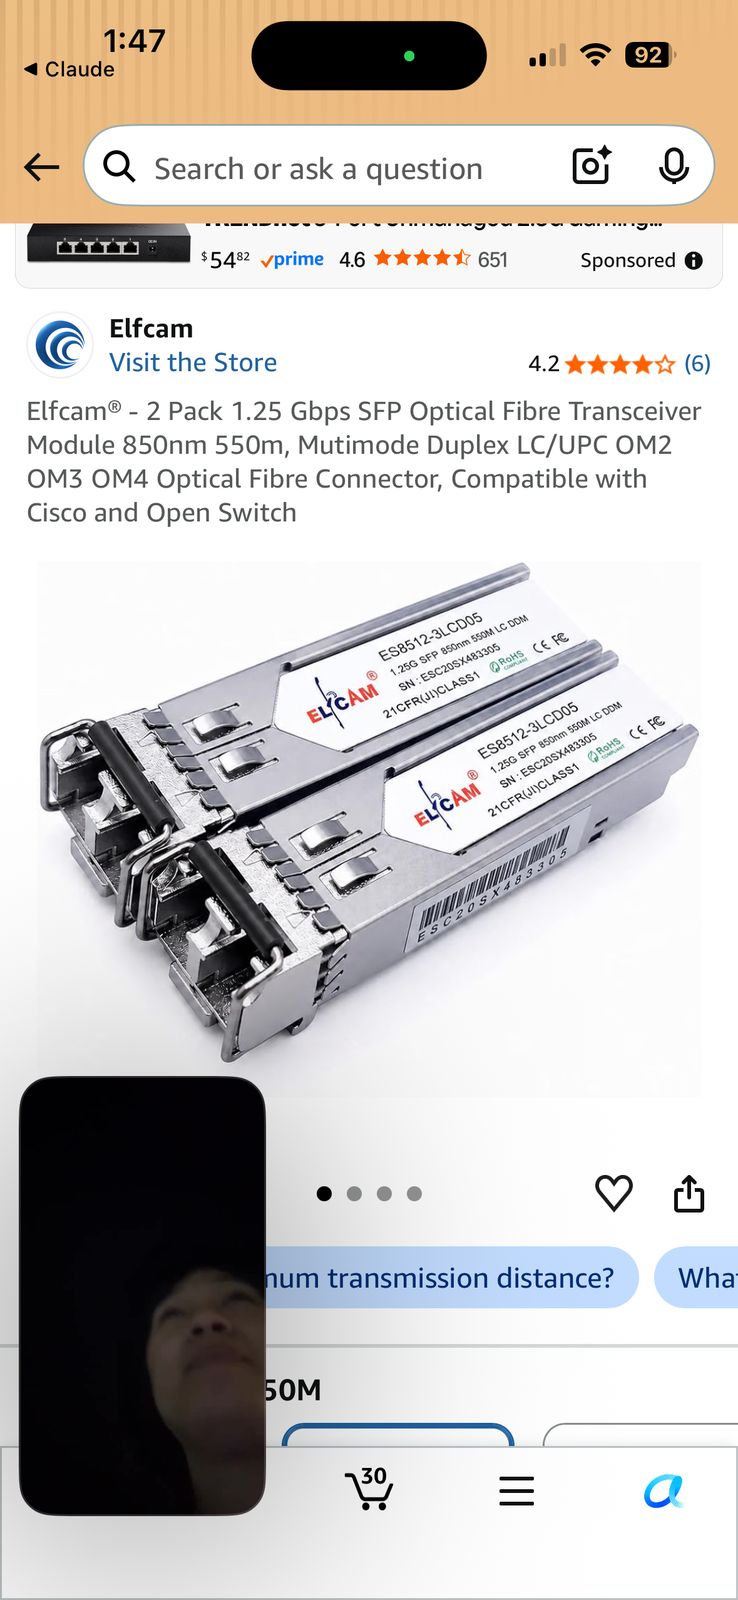 1:47
92
◀ Claude
Search or ask a question
$5482 prime 4.6 651 Sponsored
Elfcam
Visit the Store
4.2 (6)
Elfcam® - 2 Pack 1.25 Gbps SFP Optical Fibre Transceiver
Module 850nm 550m, Mutimode Duplex LC/UPC OM2
OM3 OM4 Optical Fibre Connector, Compatible with
Cisco and Open Switch
ELFCAM®
ES8512-3LCD05
1.25G SFP 850nm 550M LC DDM
SN : ESC20SX483305
21CFR(J)CLASS1
RoHS
COMPLIANT
CE FC
ELFCAM®
ES8512-3LCD05
1.25G SFP 850nm 550M LC DDM
SN : ESC20SX483305
21CFR(J)CLASS1
RoHS
COMPLIANT
CE FC
ESC20SX483305
transmission distance?
50M
30